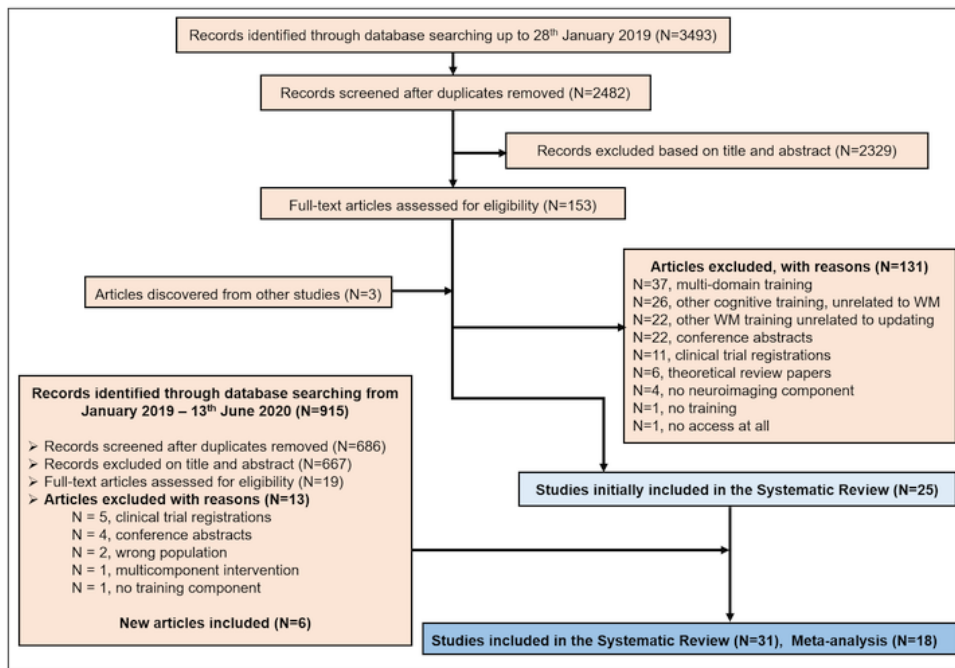 Records identified through database searching up to 28th January 2019 (N=3493)
Records screened after duplicates removed (N=2482)
Records excluded based on title and abstract (N=2329)
Full-text articles assessed for eligibility (N=153)
Articles discovered from other studies (N=3)
Articles excluded, with reasons (N=131)
N=37, multi-domain training
N=26, other cognitive training, unrelated to WM
N=22, other WM training unrelated to updating
N=22, conference abstracts
N=11, clinical trial registrations
N=6, theoretical review papers
N=4, no neuroimaging component
N=1, no training
N=1, no access at all
Records identified through database searching from
January 2019 – 13th June 2020 (N=915)
➢ Records screened after duplicates removed (N=686)
➢ Records excluded on title and abstract (N=667)
➢ Full-text articles assessed for eligibility (N=19)
➢ Articles excluded with reasons (N=13)
N = 5, clinical trial registrations
N = 4, conference abstracts
N = 2, wrong population
N = 1, multicomponent intervention
N = 1, no training component
New articles included (N=6)
Studies initially included in the Systematic Review (N=25)
Studies included in the Systematic Review (N=31), Meta-analysis (N=18)